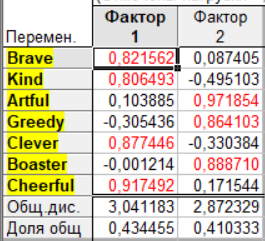 Фактор Фактор
Перемен. 1 2
Brave 0,821562 0,087405
Kind 0,806493 -0,495103
Artful 0,103885 0,971854
Greedy -0,305436 0,864103
Clever 0,877446 -0,330384
Boaster -0,001214 0,888710
Cheerful 0,917492 0,171544
Общ.дис. 3,041183 2,872329
Доля общ 0,434455 0,410333